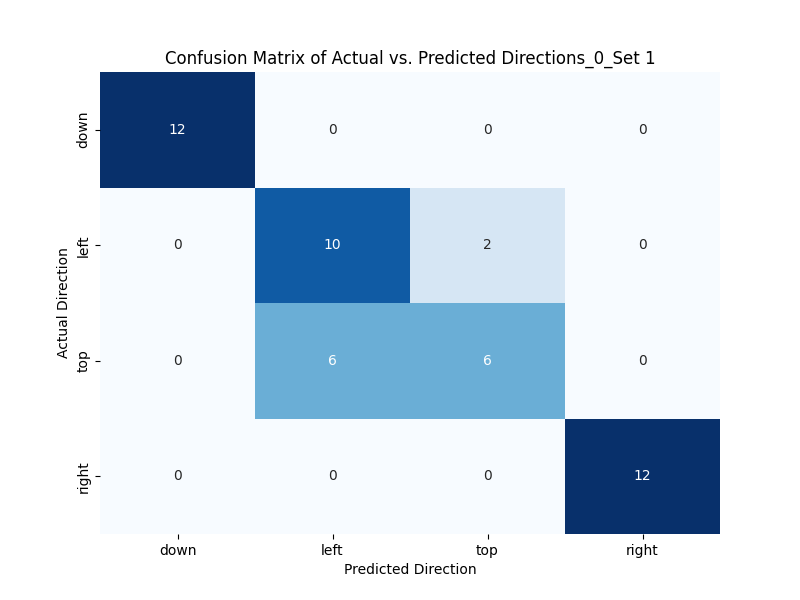 Confusion Matrix of Actual vs. Predicted Directions_0_Set 1
Actual Direction
down
12 0 0 0
left
0 10 2 0
top
0 6 6 0
right
0 0 0 12
down left top right
Predicted Direction